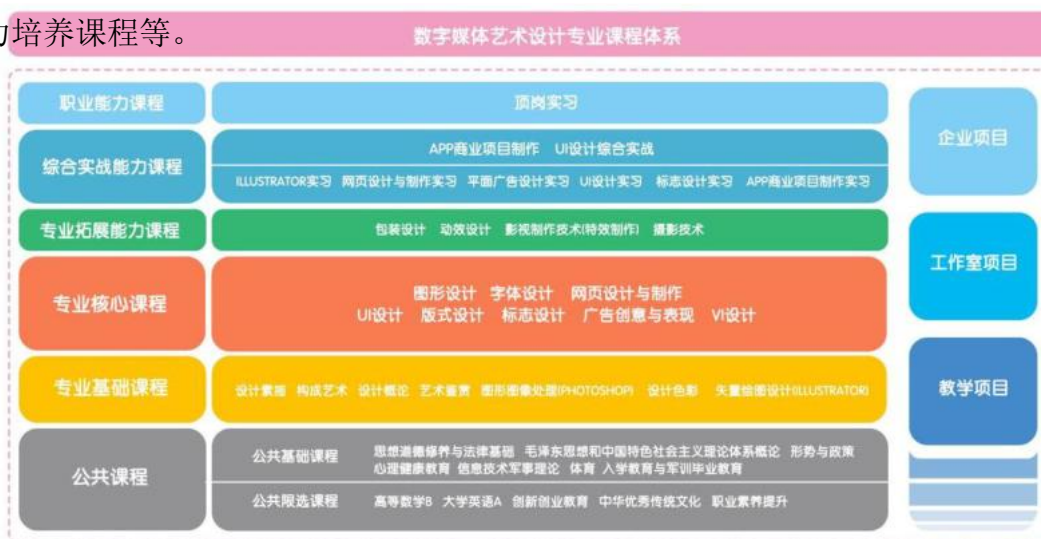 培养课程等。
数字媒体艺术设计专业课程体系
职业能力课程
顶岗实习
综合实战能力课程
APP商业项目制作 UI设计综合实战
ILLUSTRATOR实习 网页设计与制作实习 平面广告设计实习 UI设计实习 标志设计实习 APP商业项目制作实习
专业拓展能力课程
包装设计 动效设计 影视制作技术(特效制作) 摄影技术
专业核心课程
图形设计 字体设计 网页设计与制作
UI设计 版式设计 标志设计 广告创意与表现 VI设计
专业基础课程
设计素描 构成艺术 设计概论 艺术鉴赏 图形图像处理(PHOTOSHOP) 设计色彩 矢量绘图设计(ILLUSTRATOR)
公共课程
公共基础课程
思想道德修养与法律基础 毛泽东思想和中国特色社会主义理论体系概论 形势与政策
心理健康教育 信息技术军事理论 体育 入学教育与军训毕业教育
公共限选课程
高等数学B 大学英语A 创新创业教育 中华优秀传统文化 职业素养提升
企业项目
工作室项目
教学项目